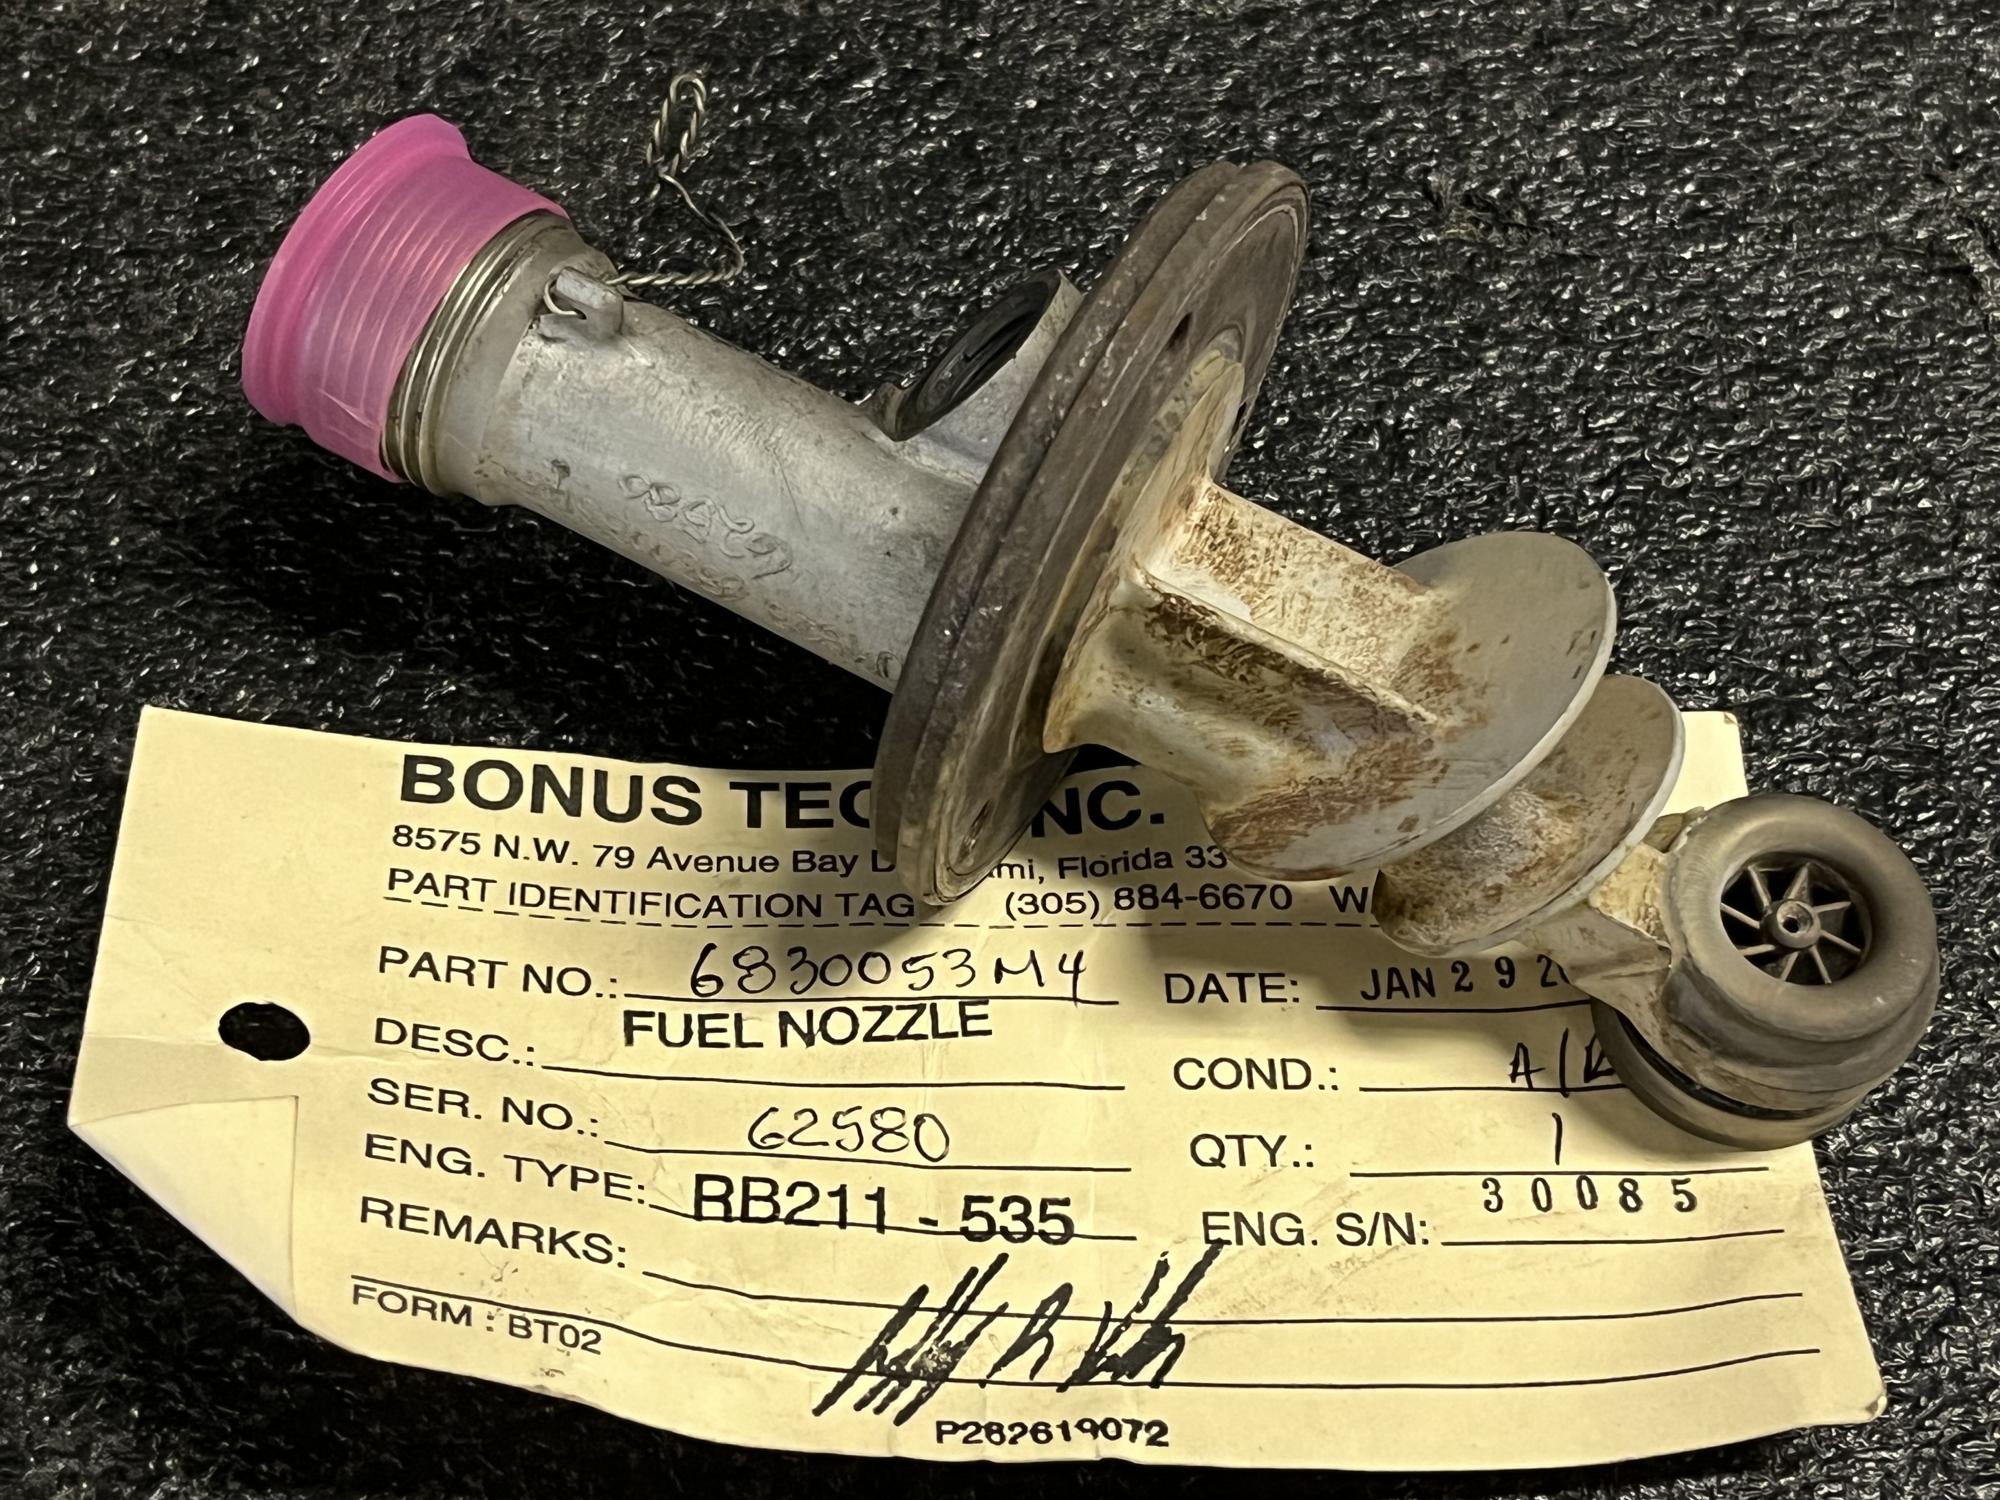 BONUS TEC NC.
8575 N.W. 79 Avenue Bay D mi, Florida 33
PART IDENTIFICATION TAG (305) 884-6670 W
PART NO.: 6830053M4 DATE: JAN 29 2
DESC.: FUEL NOZZLE COND.: A/
SER. NO.: 62580 QTY.: 1
ENG. TYPE: RB211-535 ENG. S/N: 30085
REMARKS:
FORM : BT02
P282619072